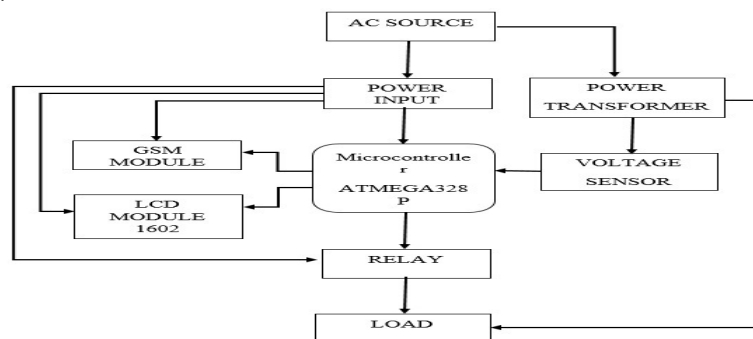 AC SOURCE
POWER
INPUT
POWER
TRANSFORMER
GSM
MODULE
Microcontrolle
r
ATMEGA328
P
VOLTAGE
SENSOR
LCD
MODULE
1602
RELAY
LOAD